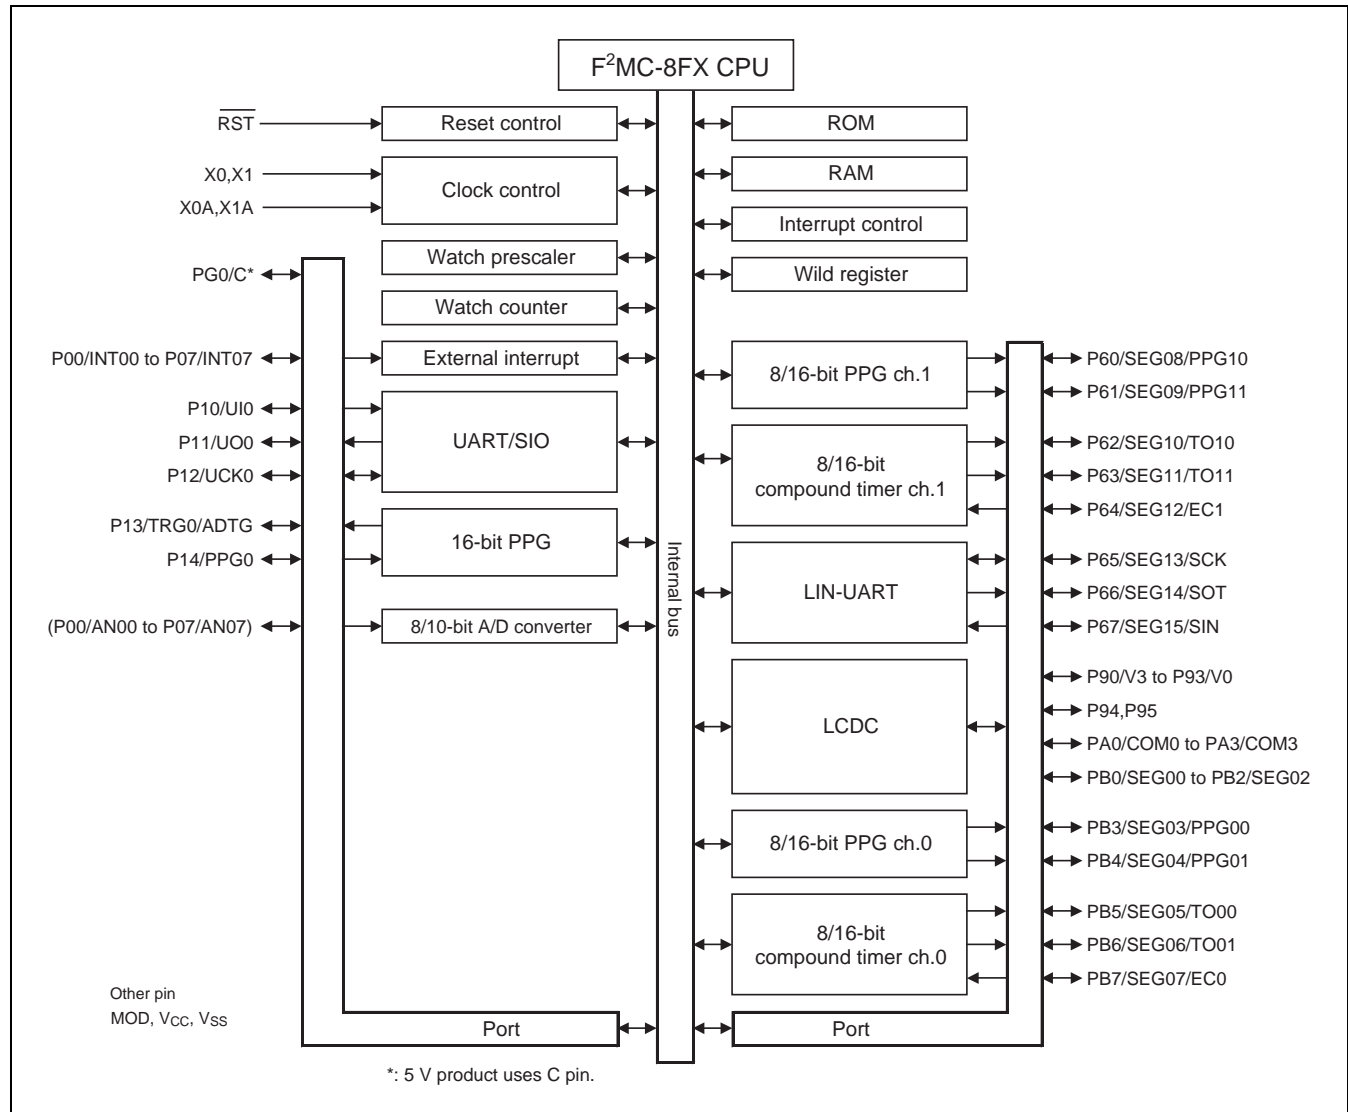 F²MC-8FX CPU
RST
Reset control
ROM
X0,X1
X0A,X1A
Clock control
RAM
Interrupt control
PG0/C*
Watch prescaler
Wild register
Watch counter
P00/INT00 to P07/INT07
External interrupt
8/16-bit PPG ch.1
P60/SEG08/PPG10
P61/SEG09/PPG11
P10/UI0
P11/UO0
P12/UCK0
UART/SIO
8/16-bit
compound timer ch.1
P62/SEG10/TO10
P63/SEG11/TO11
P64/SEG12/EC1
P13/TRG0/ADTG
P14/PPG0
16-bit PPG
Internal bus
LIN-UART
P65/SEG13/SCK
P66/SEG14/SOT
P67/SEG15/SIN
(P00/AN00 to P07/AN07)
8/10-bit A/D converter
LCDC
P90/V3 to P93/V0
P94,P95
PA0/COM0 to PA3/COM3
PB0/SEG00 to PB2/SEG02
8/16-bit PPG ch.0
PB3/SEG03/PPG00
PB4/SEG04/PPG01
8/16-bit
compound timer ch.0
PB5/SEG05/TO00
PB6/SEG06/TO01
PB7/SEG07/EC0
Other pin
MOD, VCC, VSS
Port
Port
*: 5 V product uses C pin.